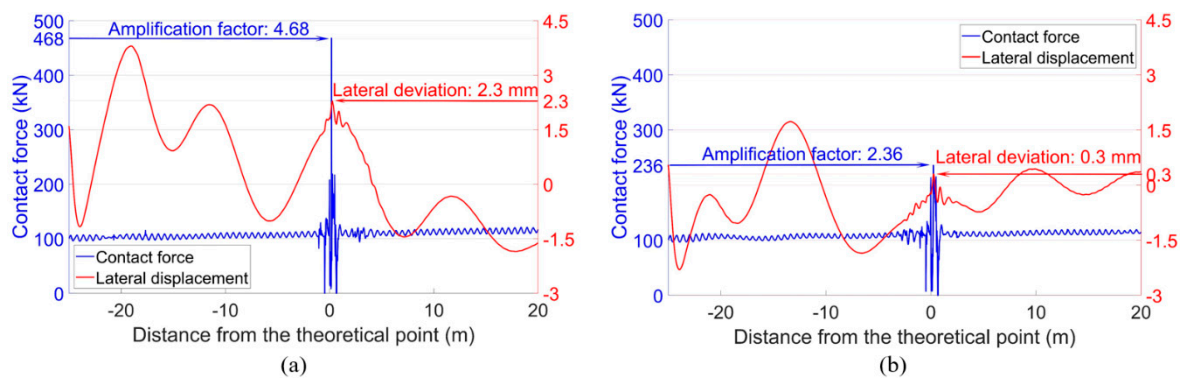 500
468
400
300
200
100
0
Contact force (kN)
Amplification factor: 4.68
Lateral deviation: 2.3 mm
4.5
3
2.3
1.5
0
-1.5
-3
Contact force
Lateral displacement
-20
-10
0
10
20
Distance from the theoretical point (m)
(a)
500
400
300
236
200
100
0
Contact force (kN)
Contact force
Lateral displacement
Amplification factor: 2.36
Lateral deviation: 0.3 mm
4.5
3
1.5
0.3
0
-1.5
-3
-20
-10
0
10
20
Distance from the theoretical point (m)
(b)